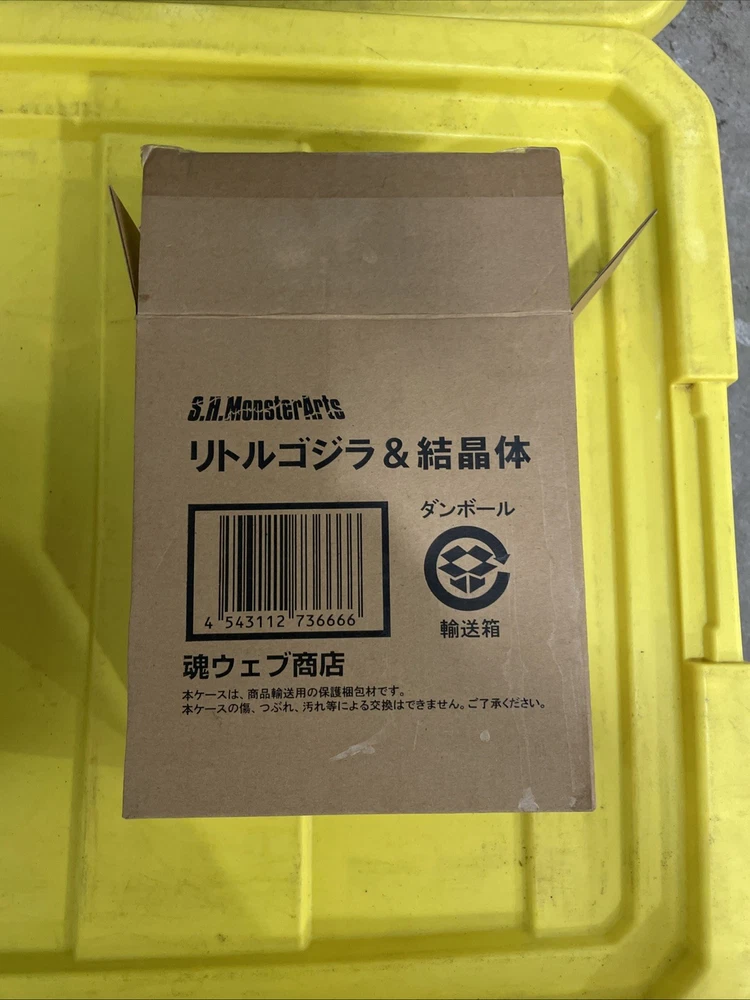 S.H.MonsterArts
リトルゴジラ&結晶体
ダンボール
4 543112 736666
輸送箱
魂ウェブ商店
本ケースは、商品輸送用の保護梱包材です。
本ケースの傷、つぶれ、汚れ等による交換はできません。ご了承ください。